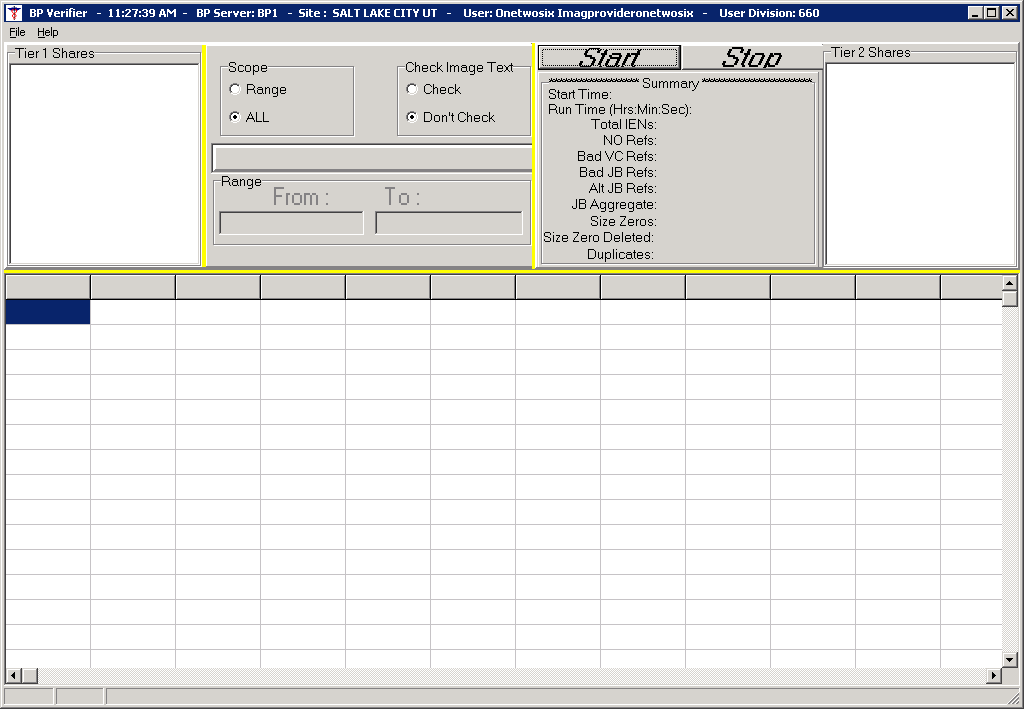 BP Verifier - 11:27:39 AM - BP Server: BP1 - Site : SALT LAKE CITY UT - User: Onetwosix Imagprovideronetwosix - User Division: 660
File Help
Tier 1 Shares
Scope
Range
ALL
Check Image Text
Check
Don't Check
Range
From :
To :
Start
Stop
******************** Summary ********************
Start Time:
Run Time (Hrs:Min:Sec):
Total IENs:
NO Refs:
Bad VC Refs:
Bad JB Refs:
Alt JB Refs:
JB Aggregate:
Size Zeros:
Size Zero Deleted:
Duplicates:
Tier 2 Shares